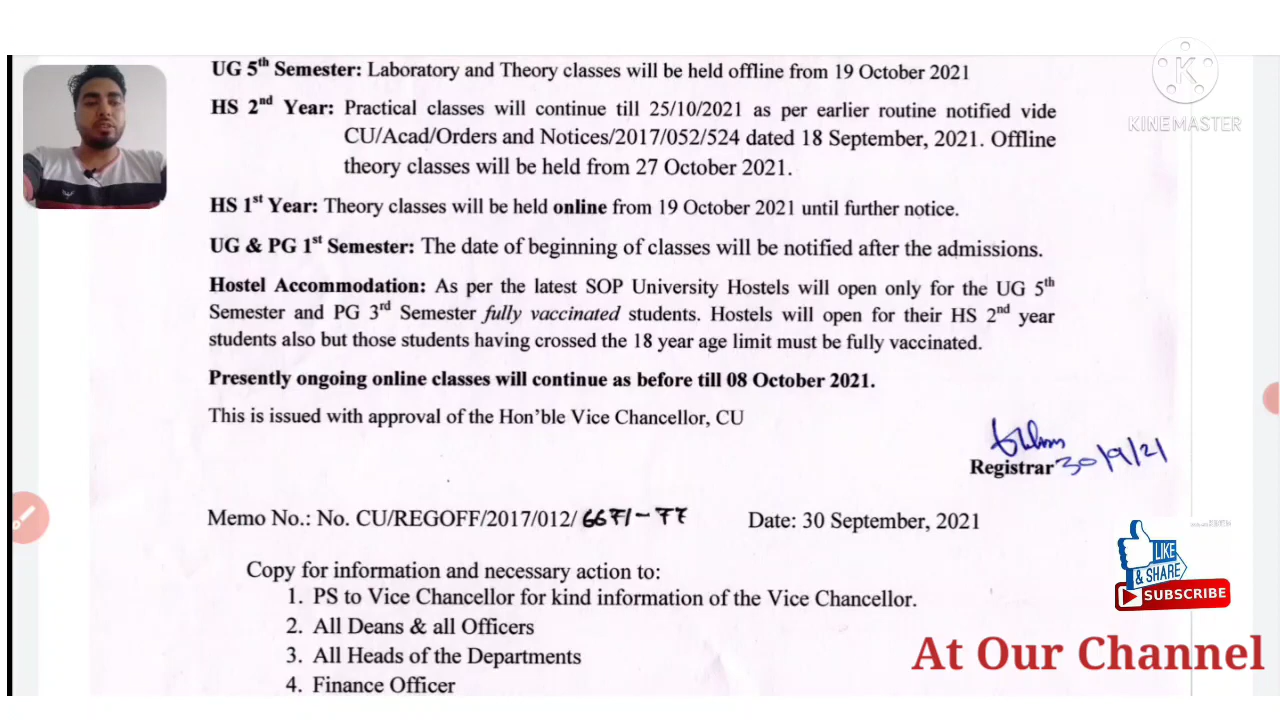 UG 5th Semester: Laboratory and Theory classes will be held offline from 19 October 2021
HS 2nd Year: Practical classes will continue till 25/10/2021 as per earlier routine notified vide
CU/Acad/Orders and Notices/2017/052/524 dated 18 September, 2021. Offline
theory classes will be held from 27 October 2021.
HS 1st Year: Theory classes will be held online from 19 October 2021 until further notice.
UG & PG 1st Semester: The date of beginning of classes will be notified after the admissions.
Hostel Accommodation: As per the latest SOP University Hostels will open only for the UG 5th
Semester and PG 3rd Semester fully vaccinated students. Hostels will open for their HS 2nd year
students also but those students having crossed the 18 year age limit must be fully vaccinated.
Presently ongoing online classes will continue as before till 08 October 2021.
This is issued with approval of the Hon'ble Vice Chancellor, CU
Registrar 30/9/21
Memo No.: No. CU/REGOFF/2017/012/ 6671-77 Date: 30 September, 2021
Copy for information and necessary action to:
1. PS to Vice Chancellor for kind information of the Vice Chancellor.
2. All Deans & all Officers
3. All Heads of the Departments
4. Finance Officer
K
KINEMASTER
LIKE
& SHARE
SUBSCRIBE
At Our Channel